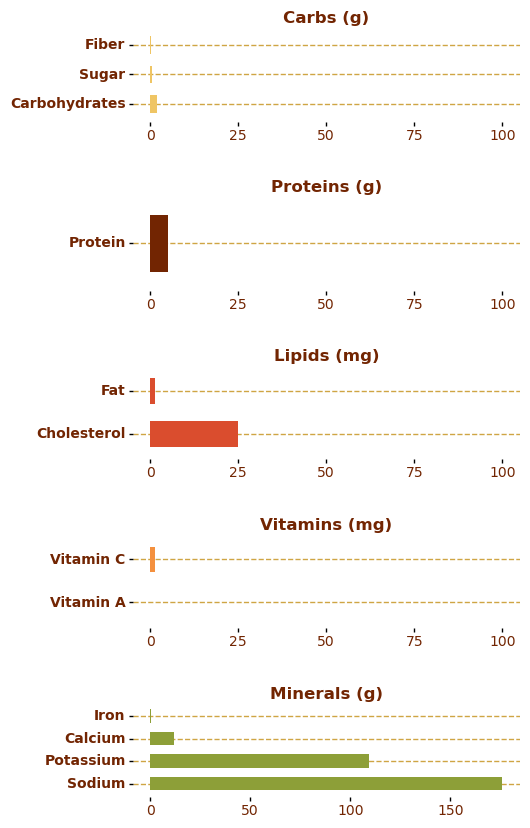 Carbs (g)
Fiber
Sugar
Carbohydrates
0 25 50 75 100
Proteins (g)
Protein
0 25 50 75 100
Lipids (mg)
Fat
Cholesterol
0 25 50 75 100
Vitamins (mg)
Vitamin C
Vitamin A
0 25 50 75 100
Minerals (g)
Iron
Calcium
Potassium
Sodium
0 50 100 150